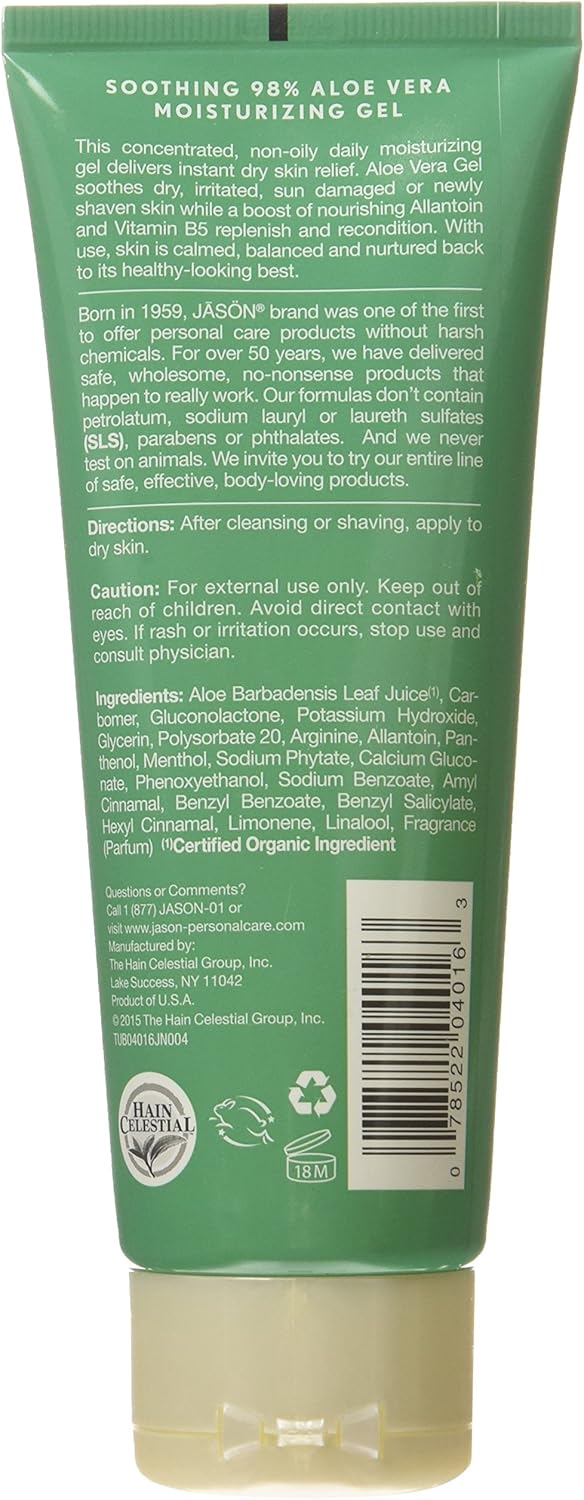 SOOTHING 98% ALOE VERA
MOISTURIZING GEL
This concentrated, non-oily daily moisturizing
gel delivers instant dry skin relief. Aloe Vera Gel
soothes dry, irritated, sun damaged or newly
shaven skin while a boost of nourishing Allantoin
and Vitamin B5 replenish and recondition. With
use, skin is calmed, balanced and nurtured back
to its healthy-looking best.
Born in 1959, JĀSÖN® brand was one of the first
to offer personal care products without harsh
chemicals. For over 50 years, we have delivered
safe, wholesome, no-nonsense products that
happen to really work. Our formulas don't contain
petrolatum, sodium lauryl or laureth sulfates
(SLS), parabens or phthalates. And we never
test on animals. We invite you to try our entire line
of safe, effective, body-loving products.
Directions: After cleansing or shaving, apply to
dry skin.
Caution: For external use only. Keep out of
reach of children. Avoid direct contact with
eyes. If rash or irritation occurs, stop use and
consult physician.
Ingredients: Aloe Barbadensis Leaf Juice(1), Car-
bomer, Gluconolactone, Potassium Hydroxide,
Glycerin, Polysorbate 20, Arginine, Allantoin, Pan-
thenol, Menthol, Sodium Phytate, Calcium Gluco-
nate, Phenoxyethanol, Sodium Benzoate, Amyl
Cinnamal, Benzyl Benzoate, Benzyl Salicylate,
Hexyl Cinnamal, Limonene, Linalool, Fragrance
(Parfum) (1)Certified Organic Ingredient
Questions or Comments?
Call 1 (877) JASON-01 or
visit www.jason-personalcare.com
Manufactured by:
The Hain Celestial Group, Inc.
Lake Success, NY 11042
Product of U.S.A.
©2015 The Hain Celestial Group, Inc.
TUB04016JN004
HAIN
CELESTIAL
18M
0 78522 04016 3